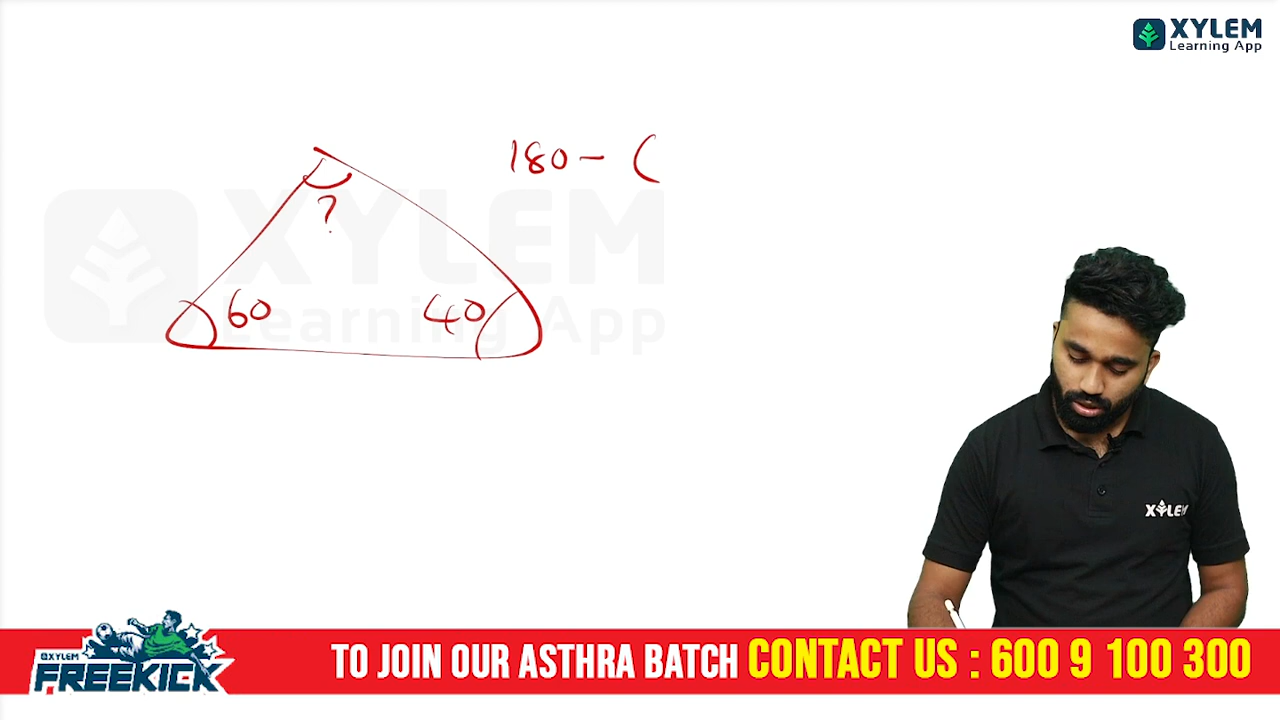 XYLEM
Learning App
180 - (
?
60
40
XYLEM
Learning App
XYLEM
XYLEM
FREEKICK
TO JOIN OUR ASTHRA BATCH CONTACT US : 600 9 100 300